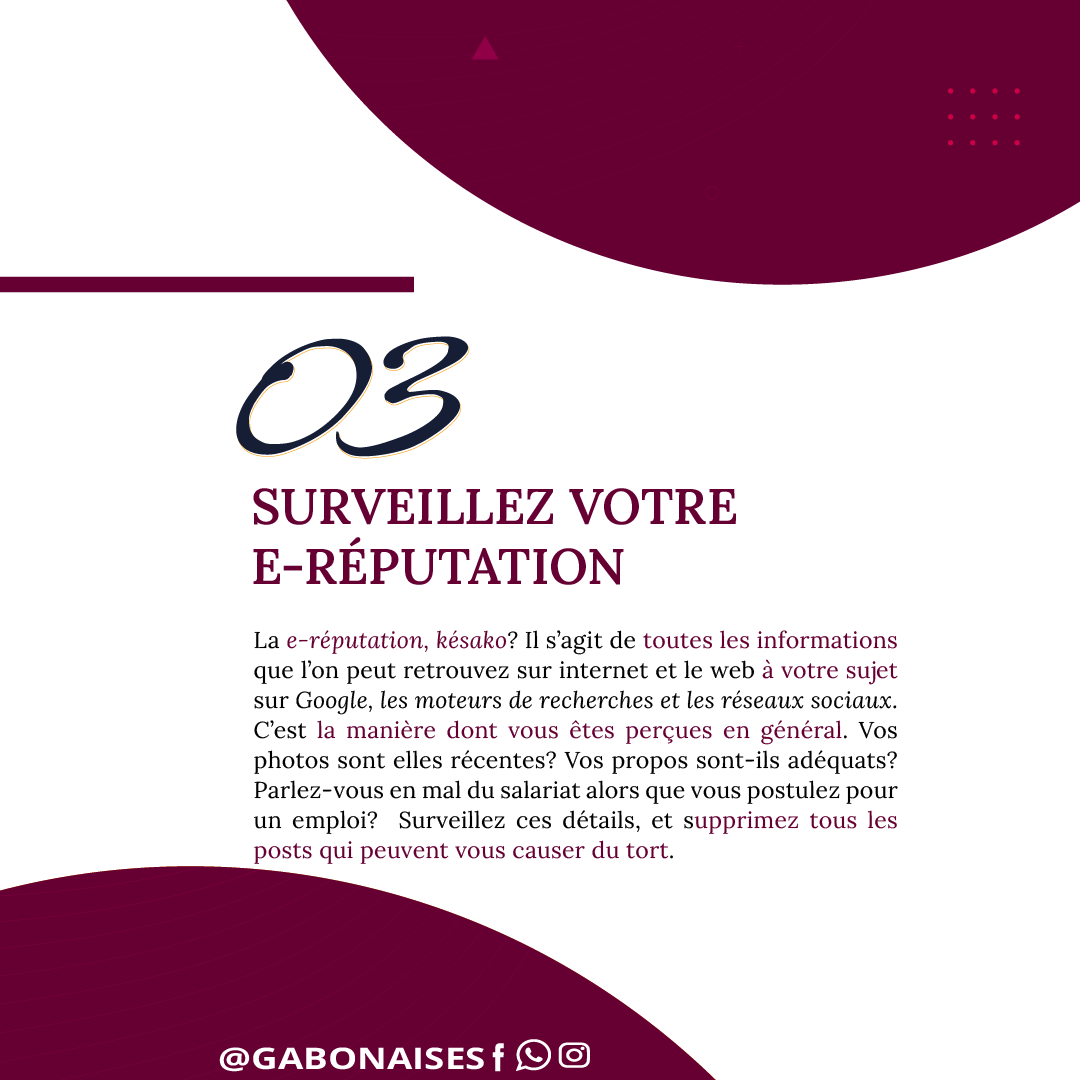 03
SURVEILLEZ VOTRE
E-RÉPUTATION
La e-réputation, késako? Il s’agit de toutes les informations
que l’on peut retrouvez sur internet et le web à votre sujet
sur Google, les moteurs de recherches et les réseaux sociaux.
C’est la manière dont vous êtes perçues en général. Vos
photos sont elles récentes? Vos propos sont-ils adéquats?
Parlez-vous en mal du salariat alors que vous postulez pour
un emploi?  Surveillez ces détails, et supprimez tous les
posts qui peuvent vous causer du tort.
@GABONAISES